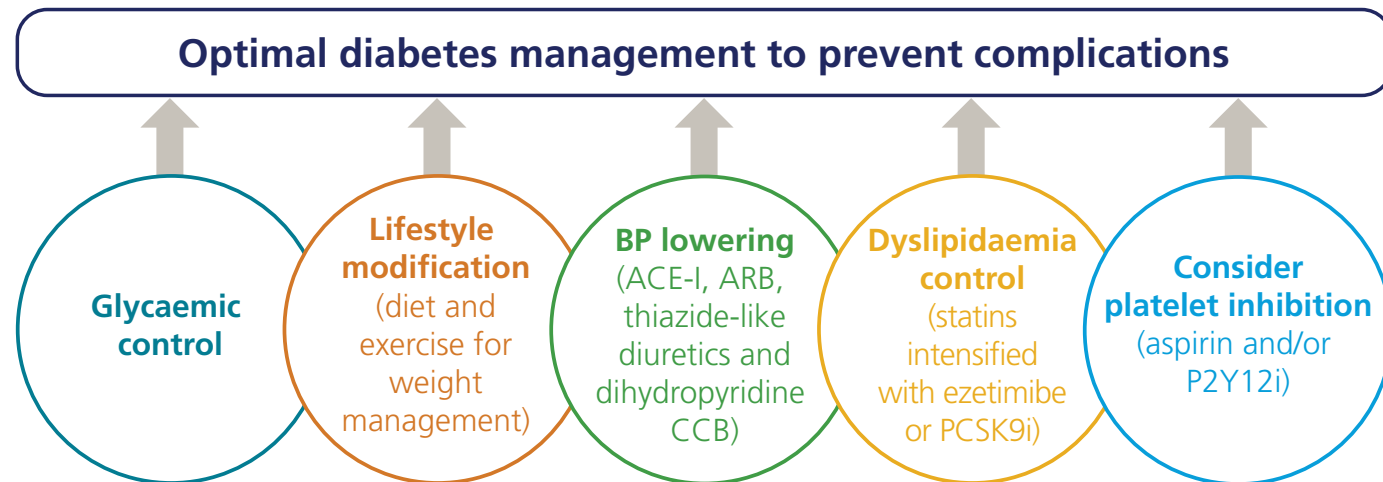 Optimal diabetes management to prevent complications
Glycaemic
control
Lifestyle
modification
(diet and
exercise for
weight
management)
BP lowering
(ACE-I, ARB,
thiazide-like
diuretics and
dihydropyridine
CCB)
Dyslipidaemia
control
(statins
intensified
with ezetimibe
or PCSK9i)
Consider
platelet inhibition
(aspirin and/or
P2Y12i)